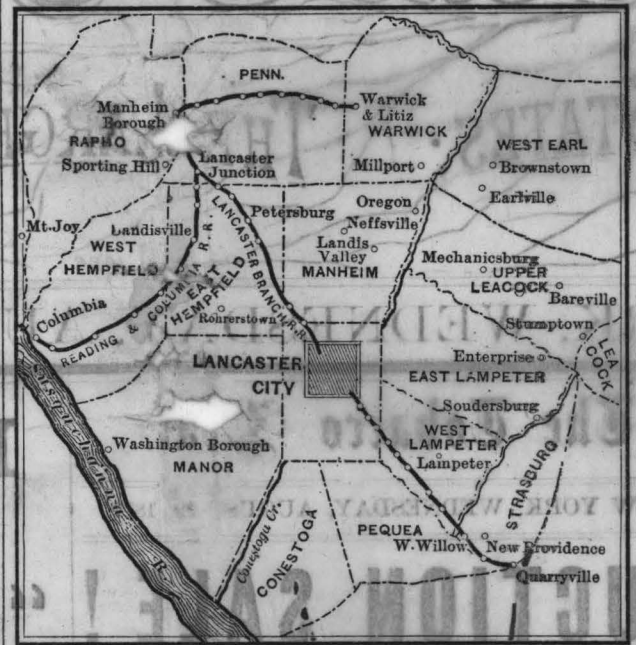 PENN.
Manheim
Borough
Warwick
& Litiz
WARWICK
RAPHO
Sporting Hill
Lancaster
Junction
Millport
WEST EARL
Brownstown
Earlville
Mt. Joy
Landisville
Petersburg
Oregon
Neffsville
Landis
Valley
MANHEIM
WEST
HEMPFIELD
EAST
HEMPFIELD
LANCASTER BRANCH R.R.
READING & COLUMBIA R.R.
Columbia
Rohrerstown
Mechanicsburg
UPPER
LEACOCK
Bareville
Stumptown
LEA
COCK
LANCASTER
CITY
Enterprise
EAST LAMPETER
Soudersburg
WEST
LAMPETER
Lampeter
STRASBURG
Susquehanna R.
Washington Borough
MANOR
Conestoga Cr.
CONESTOGA
PEQUEA
W. Willow
New Providence
Quarryville